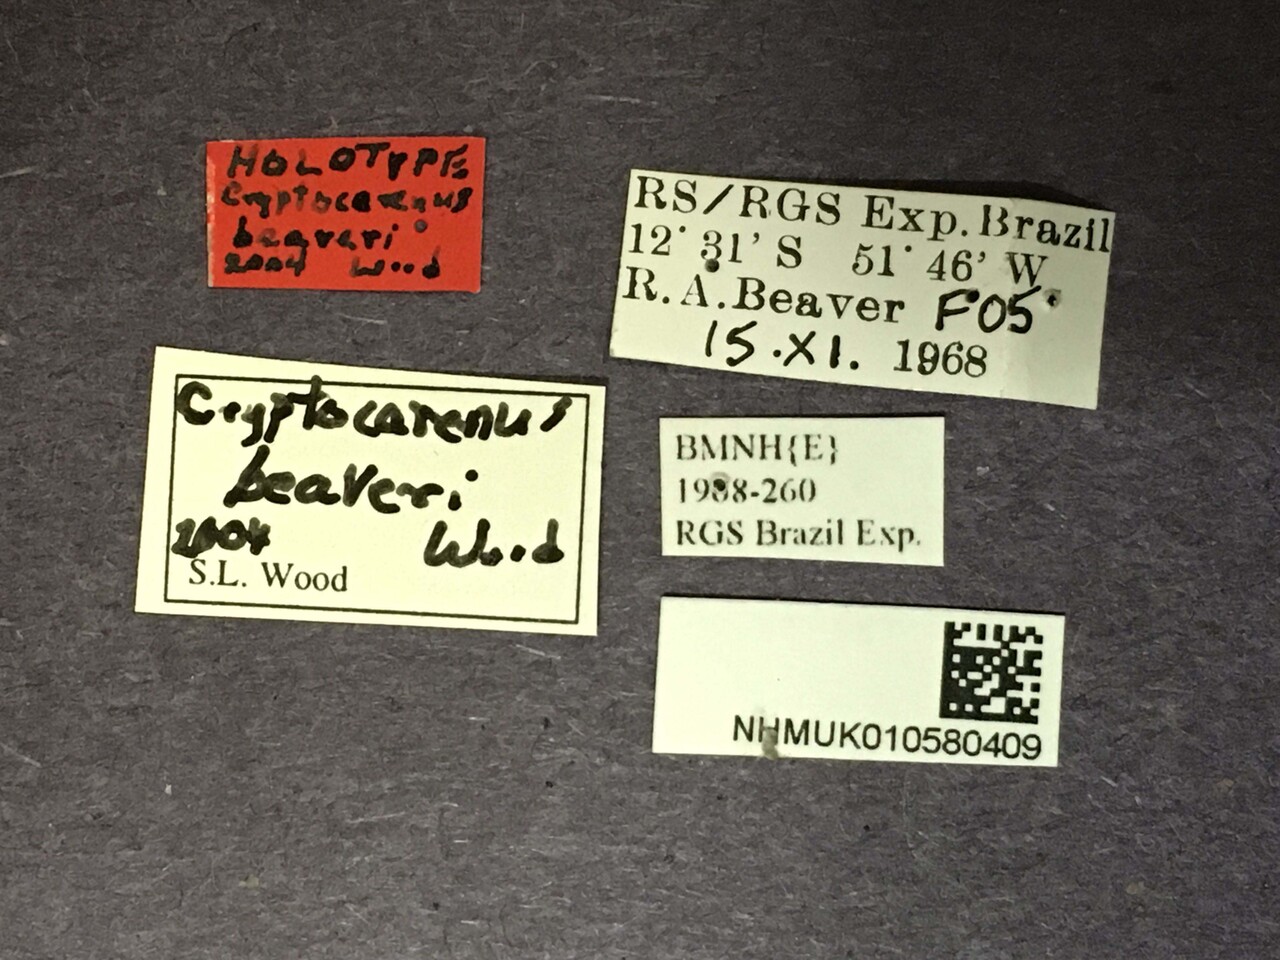 HOLOTYPE
Cryptocarenus
beaveri
2004 Wood
RS/RGS Exp. Brazil
12° 31' S 51° 46' W
R.A.Beaver F05
15.XI. 1968
Cryptocarenus
beaveri
2004 Wood
S.L. Wood
BMNH{E}
1988-260
RGS Brazil Exp.
NHMUK010580409